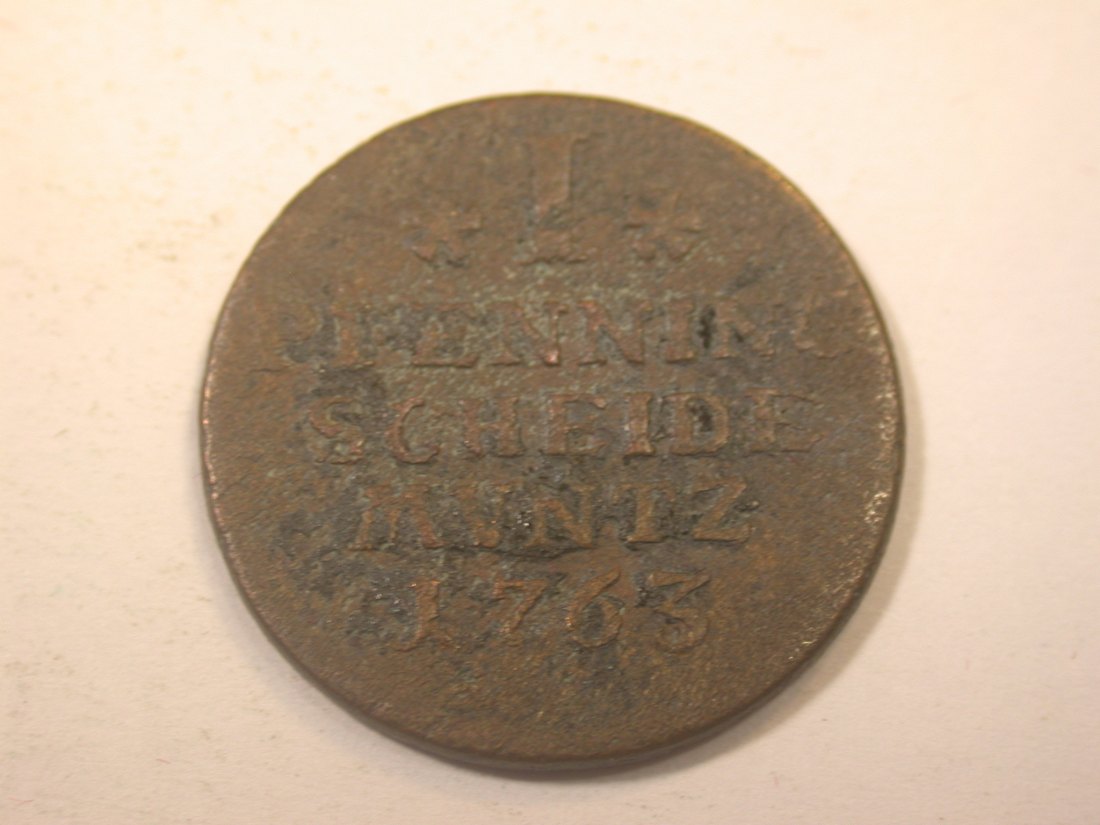 * I *
PFENNING
SCHEIDE
MUNTZ
1763